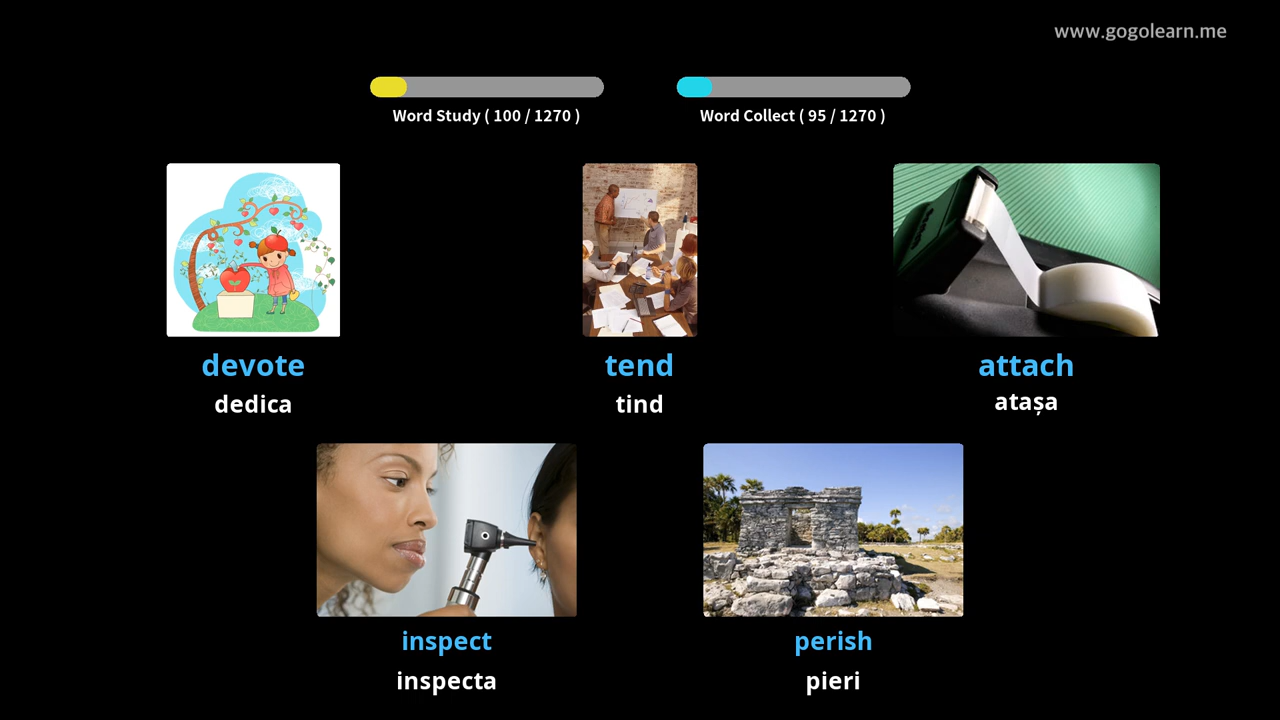 www.gogolearn.me
Word Study ( 100 / 1270 )
Word Collect ( 95 / 1270 )
devote
dedica
tend
tind
attach
atașa
inspect
inspecta
perish
pieri